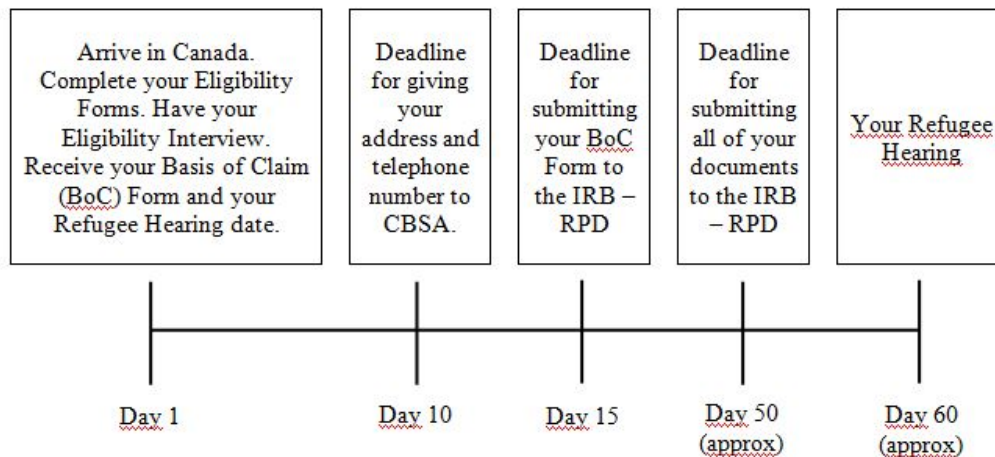 Arrive in Canada.
Complete your Eligibility
Forms. Have your
Eligibility Interview.
Receive your Basis of Claim
(BoC) Form and your
Refugee Hearing date.
Deadline
for giving
your
address and
telephone
number to
CBSA.
Deadline
for
submitting
your BoC
Form to
the IRB –
RPD
Deadline
for
submitting
all of your
documents
to the IRB
– RPD
Your Refugee
Hearing
Day 1
Day 10
Day 15
Day 50
(approx)
Day 60
(approx)